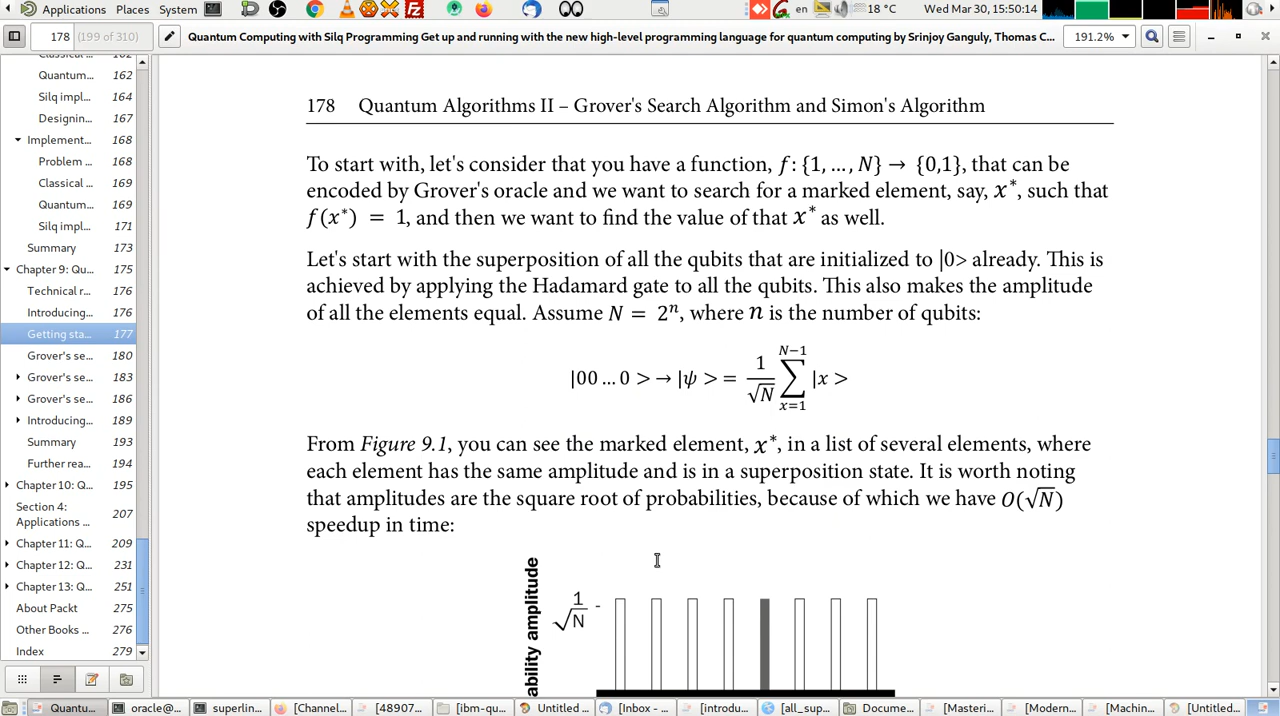 Applications Places System en 18 °C Wed Mar 30, 15:50:14
178 (199 of 310) Quantum Computing with Silq Programming Get up and running with the new high-level programming language for quantum computing by Srinjoy Ganguly, Thomas C... 191.2%
Quantum... 162
Silq impl... 164
Designin... 167
Implement... 168
Problem ... 168
Classical ... 169
Quantum... 169
Silq impl... 171
Summary 173
Chapter 9: Qu... 175
Technical r... 176
Introducing... 176
Getting sta... 177
Grover's se... 180
Grover's se... 183
Grover's se... 186
Introducing... 189
Summary 193
Further rea... 194
Chapter 10: Q... 195
Section 4: Applications ... 207
Chapter 11: Q... 209
Chapter 12: Q... 231
Chapter 13: Q... 251
About Packt 275
Other Books ... 276
Index 279
178 Quantum Algorithms II – Grover's Search Algorithm and Simon's Algorithm
To start with, let's consider that you have a function, f: {1, ..., N} → {0,1}, that can be
encoded by Grover's oracle and we want to search for a marked element, say, x*, such that
f(x*) = 1, and then we want to find the value of that x* as well.
Let's start with the superposition of all the qubits that are initialized to |0> already. This is
achieved by applying the Hadamard gate to all the qubits. This also makes the amplitude
of all the elements equal. Assume N = 2ⁿ, where n is the number of qubits:
|00 ... 0 > → |ψ > = 1/√N ∑_{x=1}^{N−1} |x >
From Figure 9.1, you can see the marked element, x*, in a list of several elements, where
each element has the same amplitude and is in a superposition state. It is worth noting
that amplitudes are the square root of probabilities, because of which we have O(√N)
speedup in time:
ability amplitude
1/√N -
Quantu... oracle@... superlin... [Channel... [48907... [ibm-qu... Untitled ... [Inbox - ... [introdu... [all_sup... Docume... [Masteri... [Modern... [Machin... [Untitled...